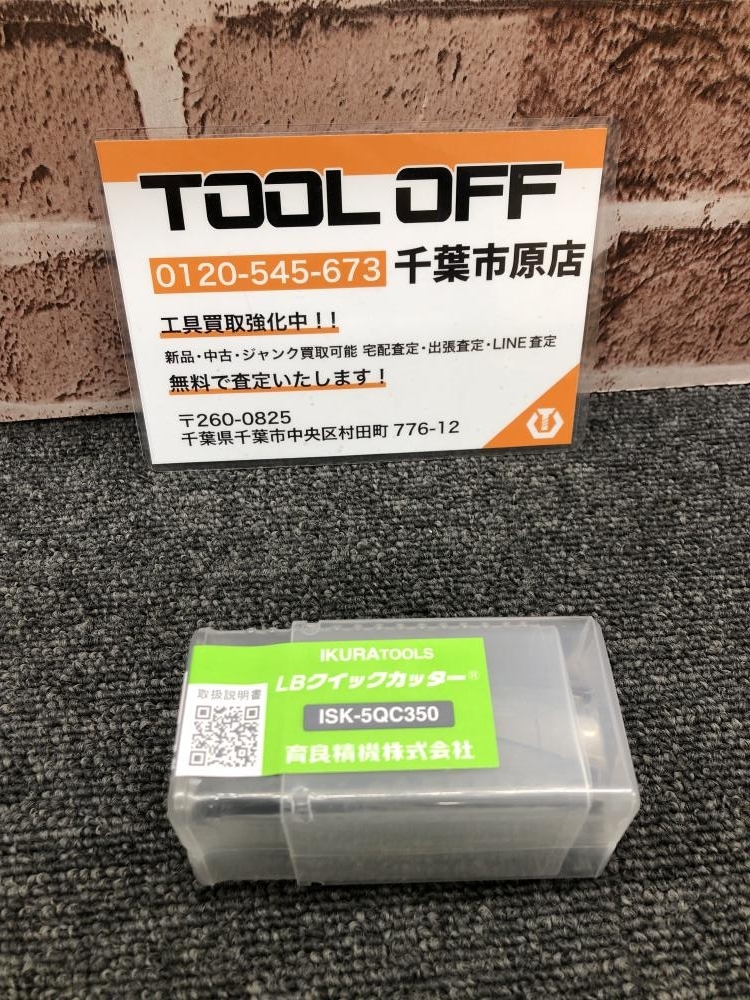 TOOL OFF
0120-545-673 千葉市原店
工具買取強化中！！
新品・中古・ジャンク買取可能 宅配査定・出張査定・LINE査定
無料で査定いたします！
〒260-0825
千葉県千葉市中央区村田町 776-12
IKURATOOLS
LBクイックカッター®
取扱説明書
ISK-5QC350
育良精機株式会社